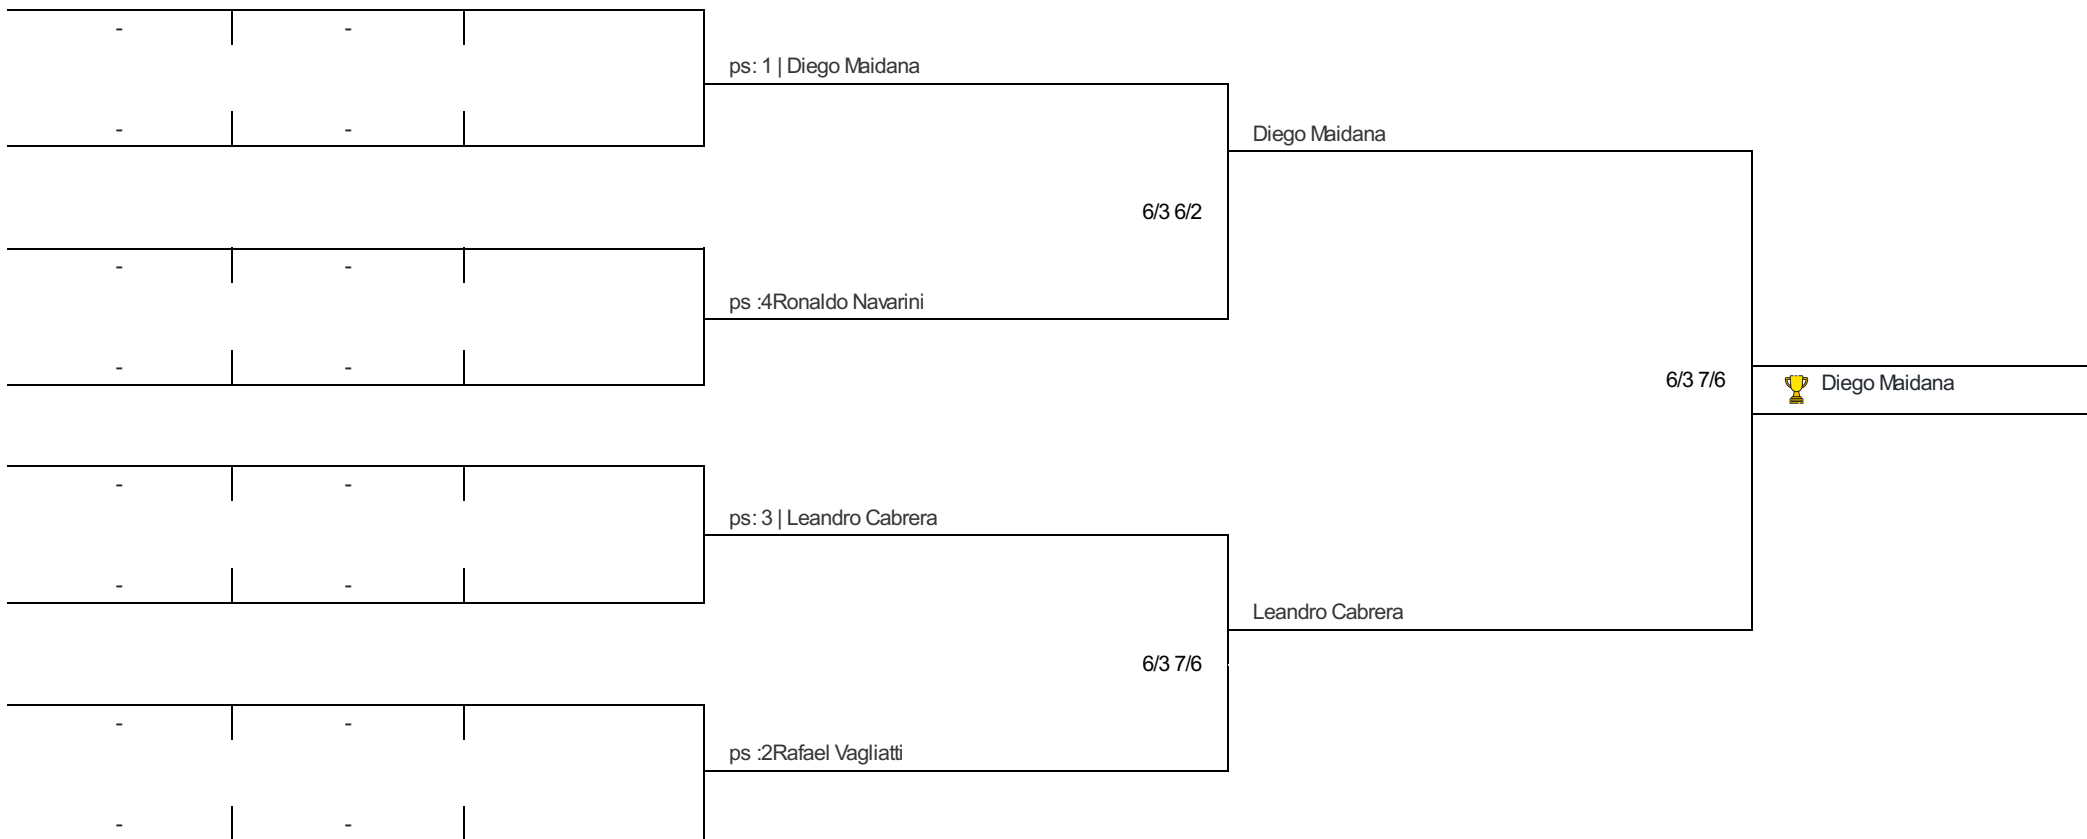 - -
ps: 1 | Diego Maidana
- -
Diego Maidana
6/3 6/2
- -
ps :4Ronaldo Navarini
- -
6/3 7/6
Diego Maidana
- -
ps: 3 | Leandro Cabrera
- -
Leandro Cabrera
6/3 7/6
- -
ps :2Rafael Vagliatti
- -